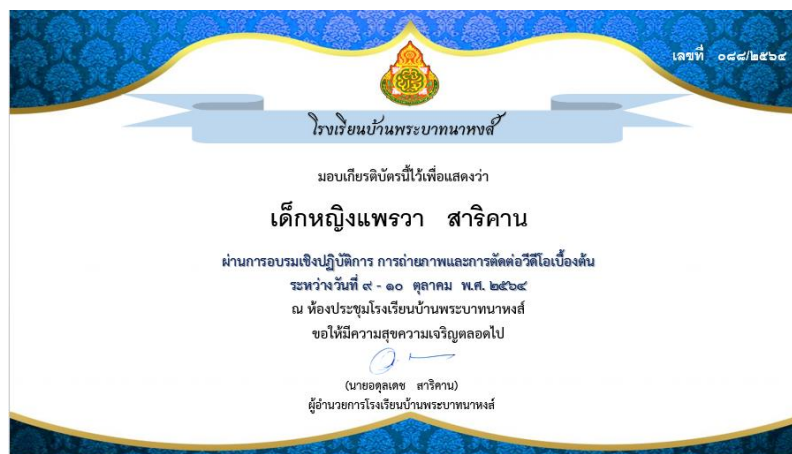 เลขที่ ๐๘๘/๒๕๖๔
โรงเรียนบ้านพระบาทนาหงส์
มอบเกียรติบัตรนี้ไว้เพื่อแสดงว่า
เด็กหญิงแพรวา สาริคาน
ผ่านการอบรมเชิงปฏิบัติการ การถ่ายภาพและการตัดต่อวีดีโอเบื้องต้น
ระหว่างวันที่ ๙ - ๑๐ ตุลาคม พ.ศ. ๒๕๖๔
ณ ห้องประชุมโรงเรียนบ้านพระบาทนาหงส์
ขอให้มีความสุขความเจริญตลอดไป
(นายอดุลเดช สาริคาน)
ผู้อำนวยการโรงเรียนบ้านพระบาทนาหงส์